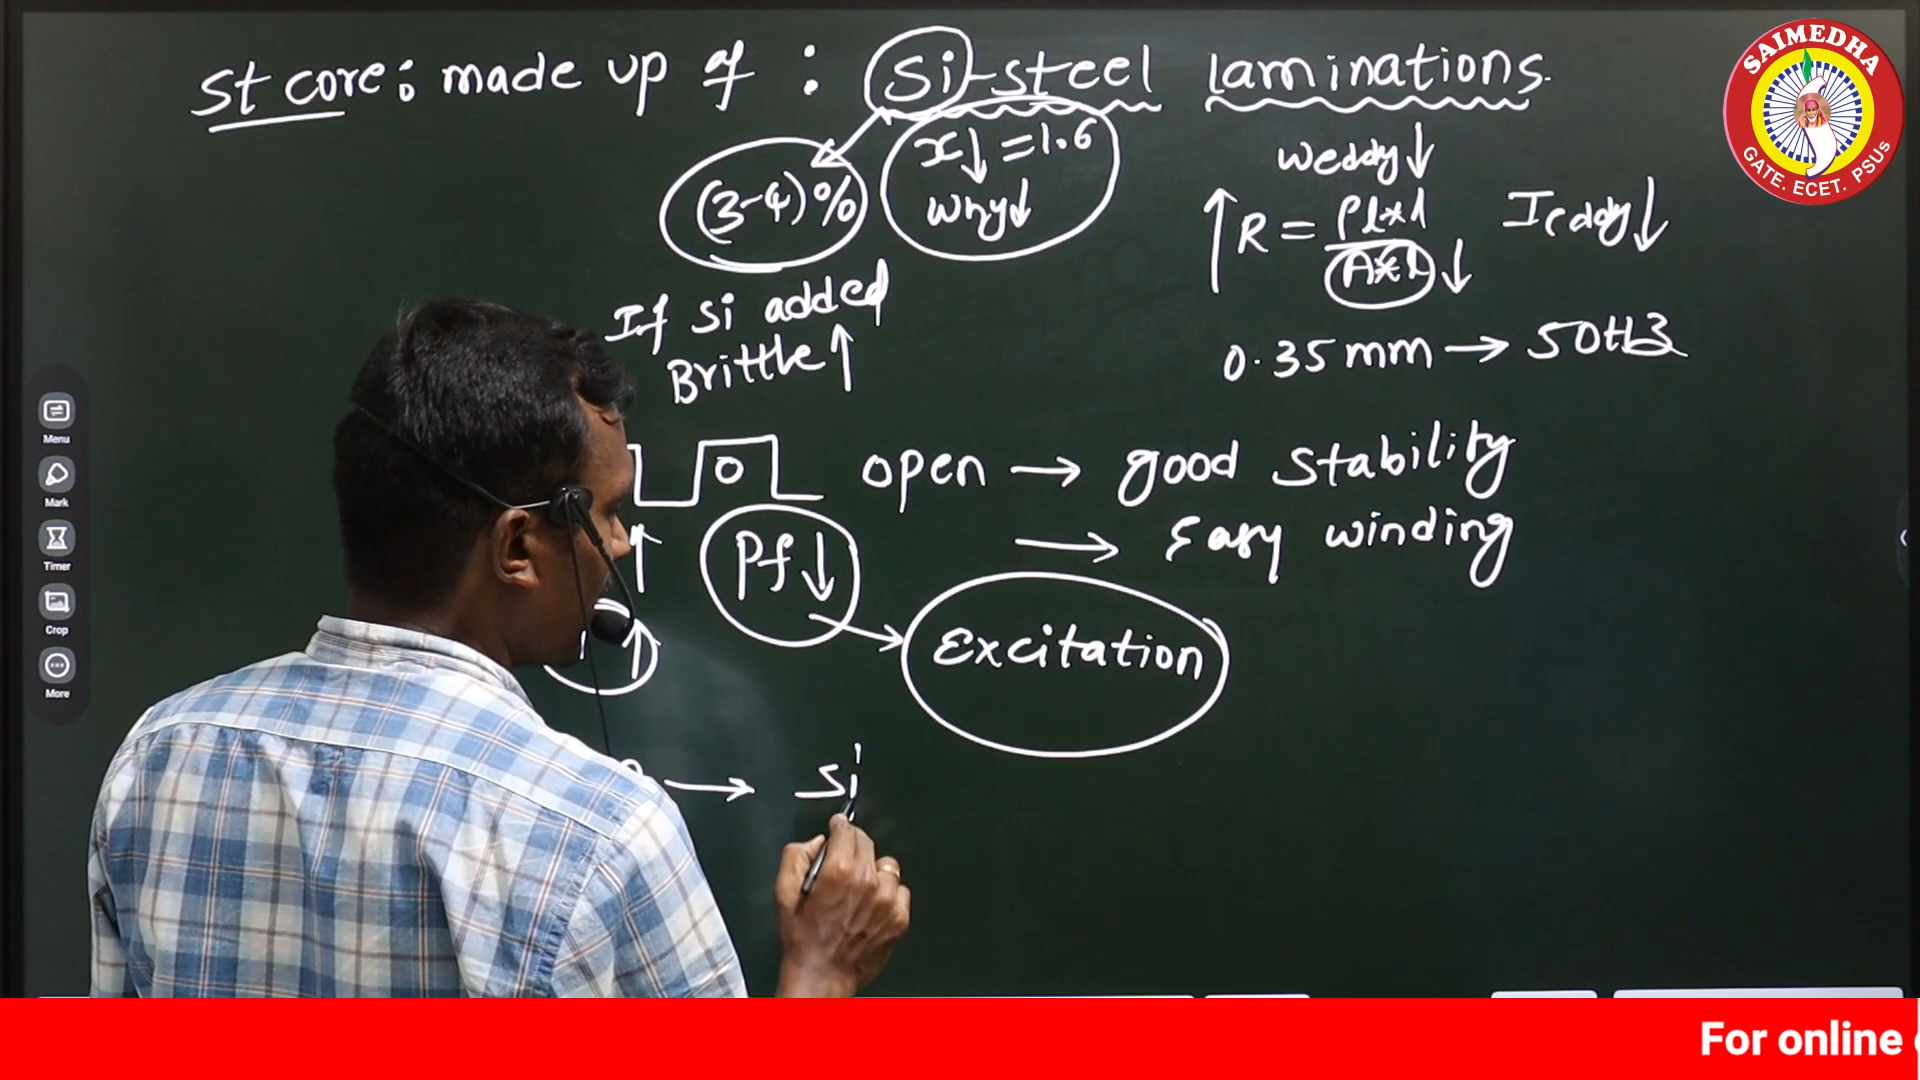 St core: made up of : Si-steel laminations.
(3-4)%
x↓ = 1.6
why↓
weddy↓
↑R = ρl*λ
A*λ ↓
Ieddy↓
0.35 mm → 50Hz
If si added
Brittle↑
open → good stability
→ Easy winding
↑
Pf↓
Excitation
→ Si
SAIMEDHA
GATE. ECET. PSUs
Menu
Mark
Timer
Crop
More
For online